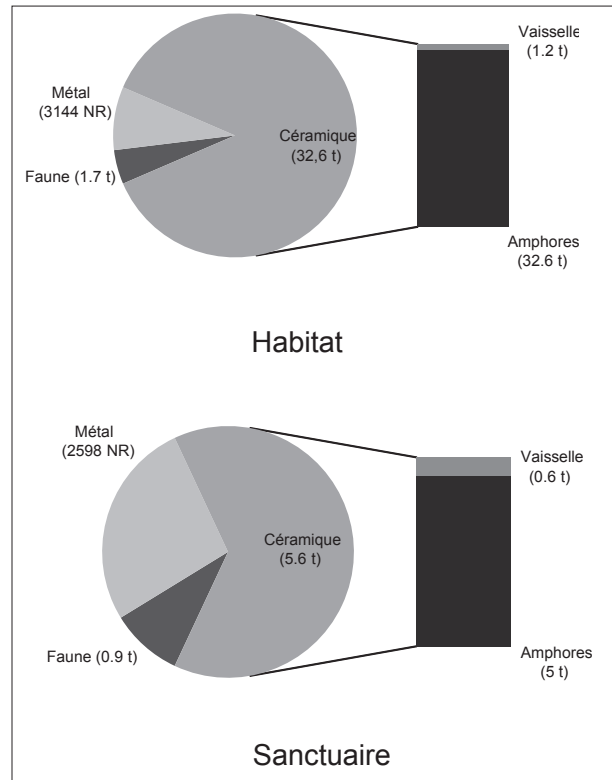 Vaisselle
(1.2 t)
Métal
(3144 NR)
Céramique
(32,6 t)
Faune (1.7 t)
Amphores
(32.6 t)
Habitat
Métal
(2598 NR)
Vaisselle
(0.6 t)
Céramique
(5.6 t)
Faune (0.9 t)
Amphores
(5 t)
Sanctuaire